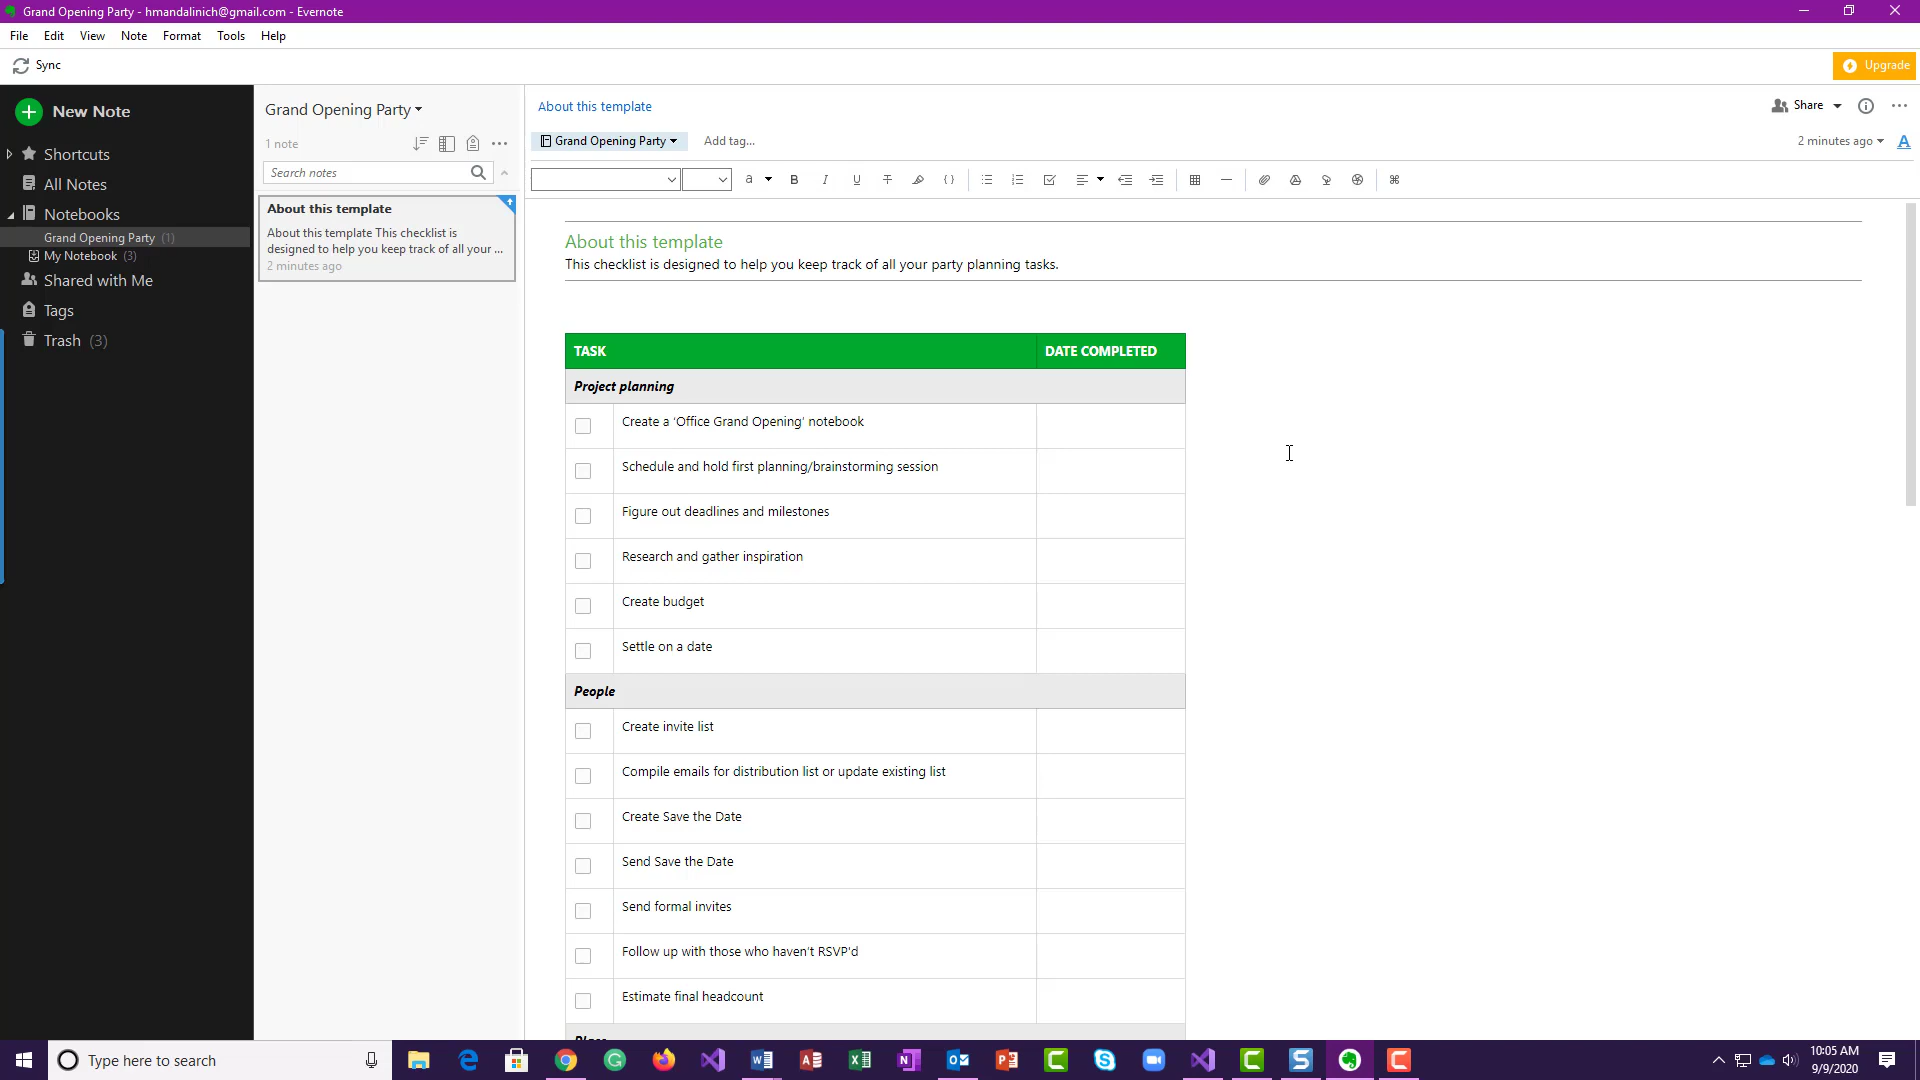 Grand Opening Party - hmandalinich@gmail.com - Evernote
File Edit View Note Format Tools Help
Sync
Upgrade
New Note
Shortcuts
All Notes
Notebooks
Grand Opening Party (1)
My Notebook (3)
Shared with Me
Tags
Trash (3)
Grand Opening Party
1 note
Search notes
About this template
About this template This checklist is
designed to help you keep track of all your ...
2 minutes ago
About this template
Share
Grand Opening Party
Add tag...
2 minutes ago
About this template
This checklist is designed to help you keep track of all your party planning tasks.
TASK DATE COMPLETED
Project planning
Create a 'Office Grand Opening' notebook
Schedule and hold first planning/brainstorming session
Figure out deadlines and milestones
Research and gather inspiration
Create budget
Settle on a date
People
Create invite list
Compile emails for distribution list or update existing list
Create Save the Date
Send Save the Date
Send formal invites
Follow up with those who haven't RSVP'd
Estimate final headcount
Type here to search
10:05 AM
9/9/2020